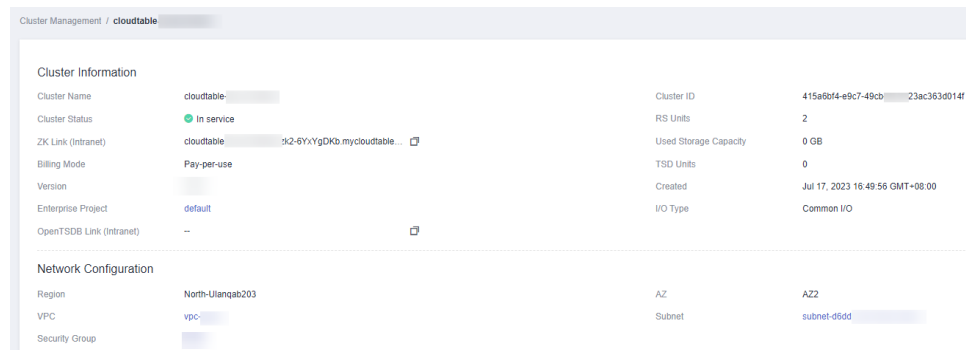 Cluster Management / cloudtable
Cluster Information
Cluster Name cloudtable- Cluster ID 415a6bf4-e9c7-49cb 23ac363d014f
Cluster Status In service RS Units 2
ZK Link (Intranet) cloudtable zk2-6YxYgDKb.mycloudtable... Used Storage Capacity 0 GB
Billing Mode Pay-per-use TSD Units 0
Version Created Jul 17, 2023 16:49:56 GMT+08:00
Enterprise Project default I/O Type Common I/O
OpenTSDB Link (Intranet) --
Network Configuration
Region North-Ulanqab203 AZ AZ2
VPC vpc- Subnet subnet-d6dd
Security Group